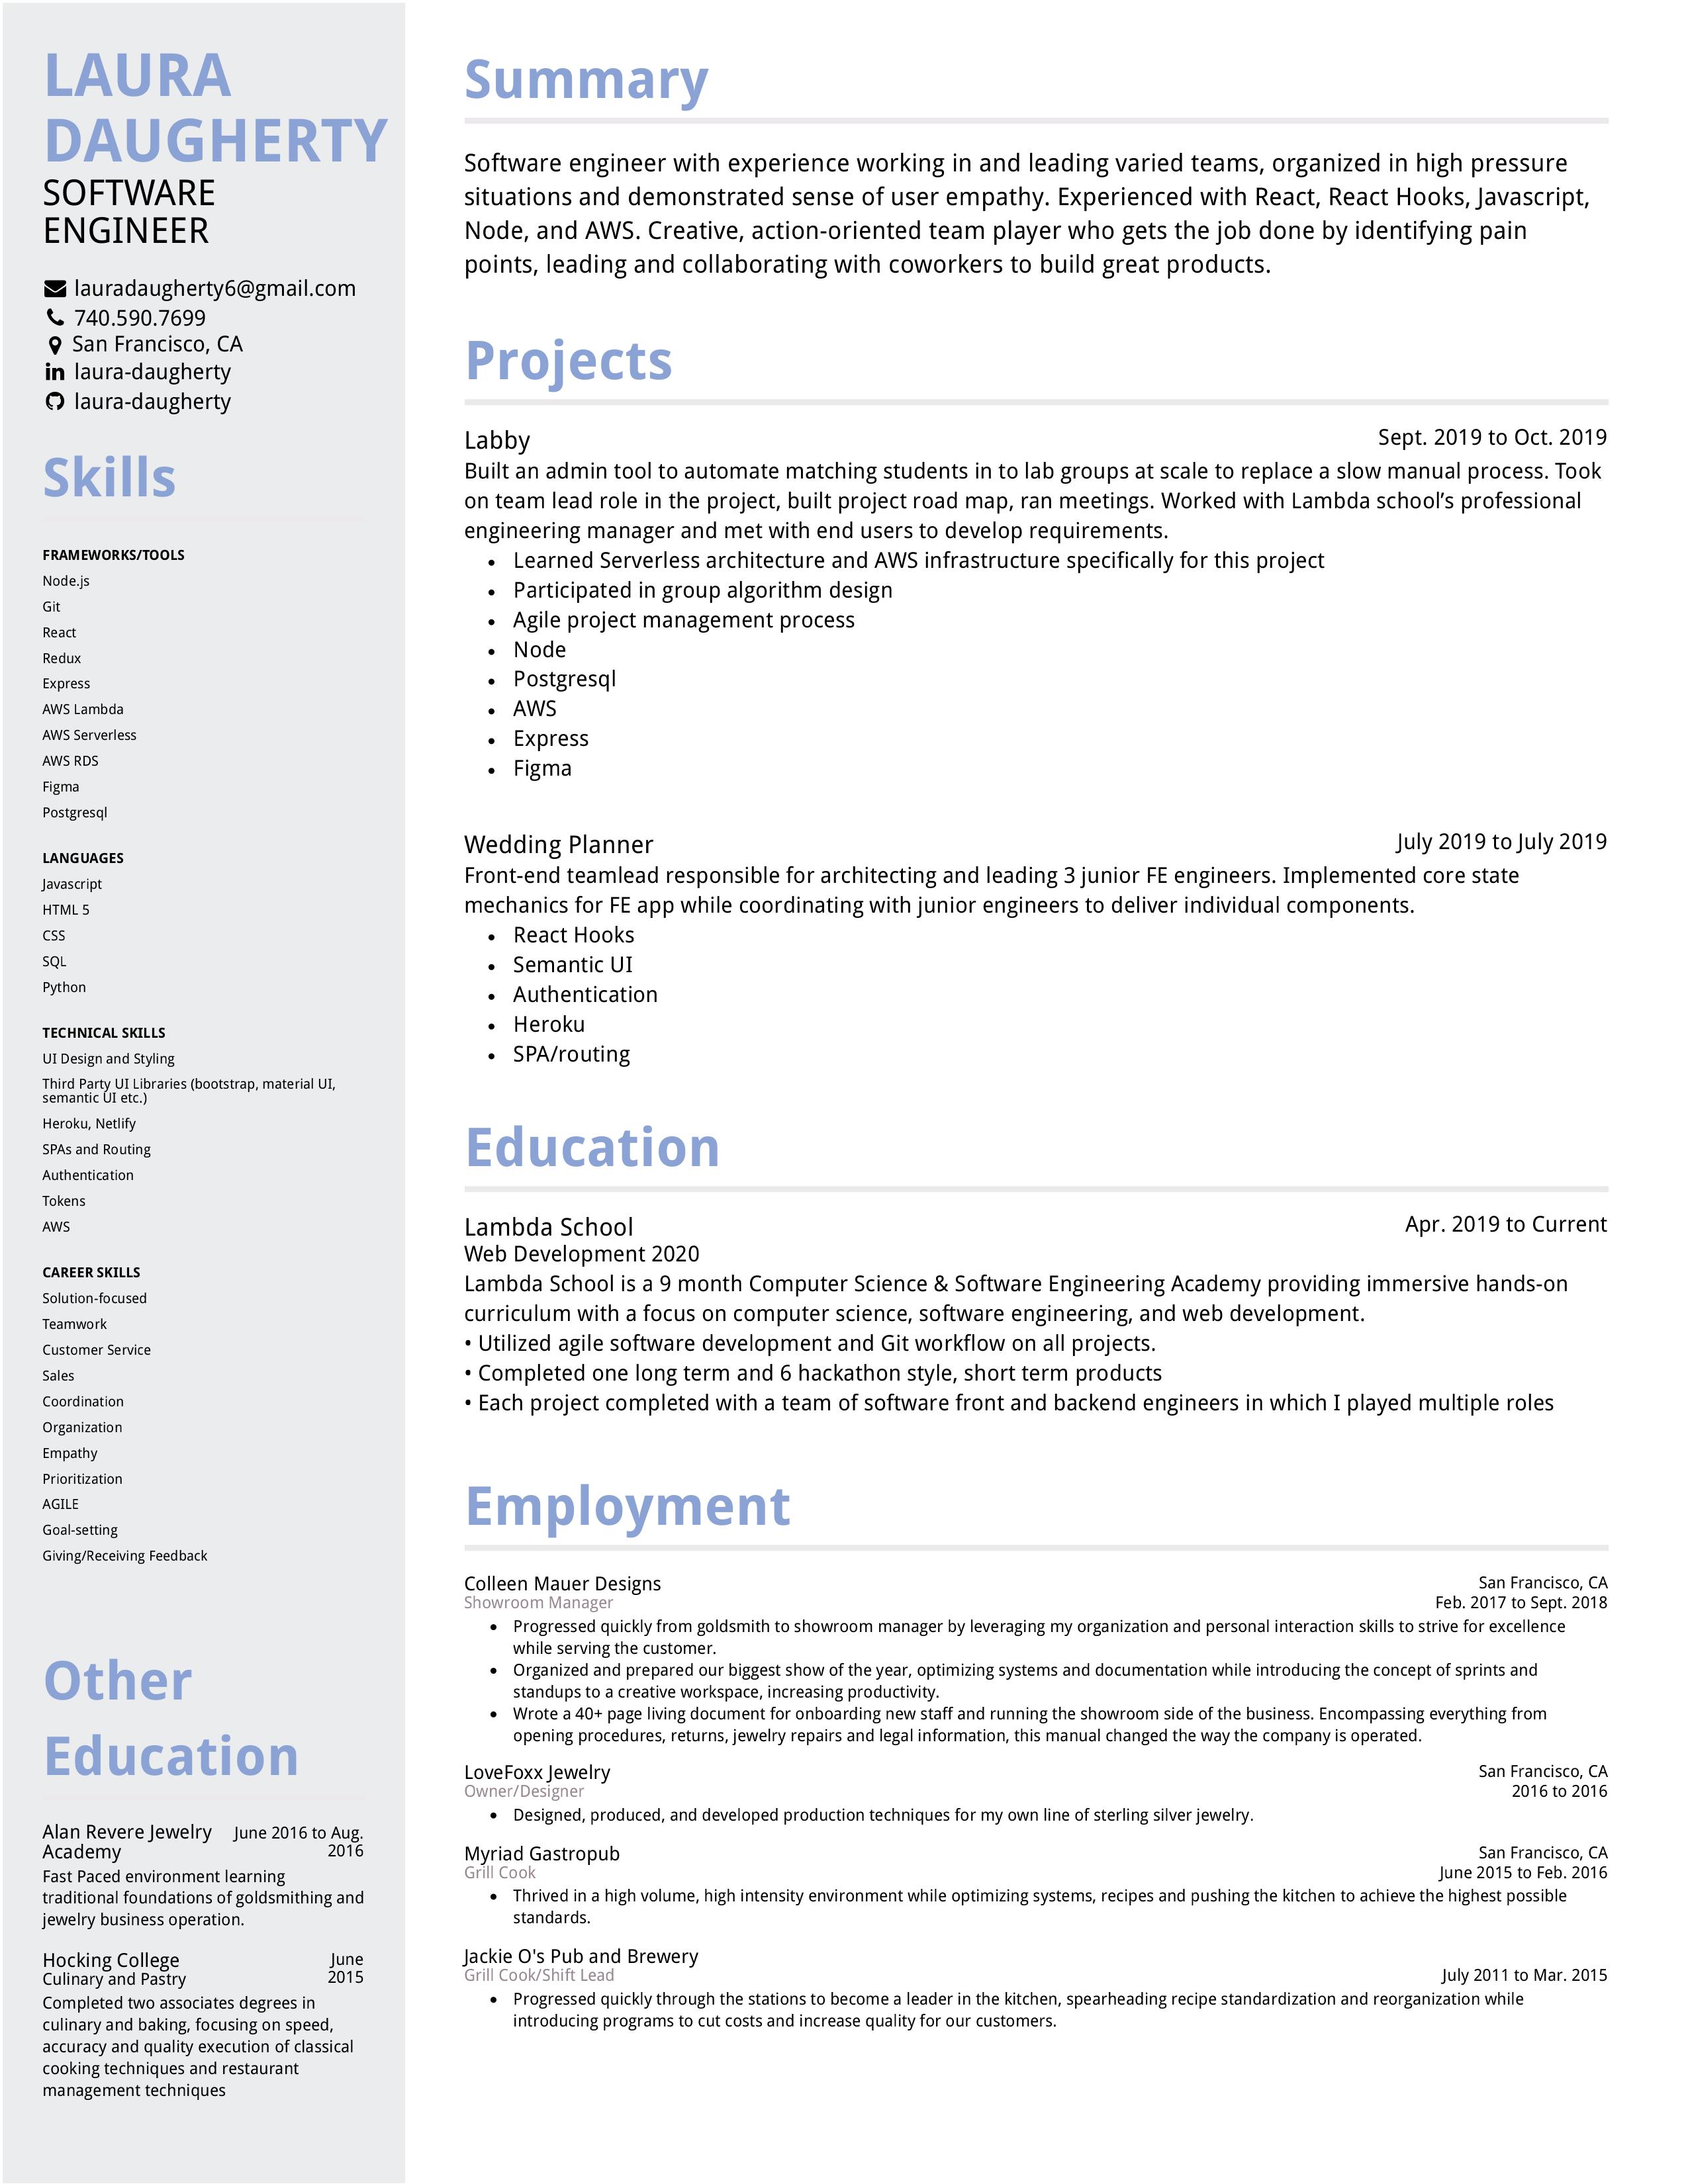 LAURA
DAUGHERTY
SOFTWARE
ENGINEER
lauradaugherty6@gmail.com
740.590.7699
San Francisco, CA
laura-daugherty
laura-daugherty
Skills
FRAMEWORKS/TOOLS
Node.js
Git
React
Redux
Express
AWS Lambda
AWS Serverless
AWS RDS
Figma
Postgresql
LANGUAGES
Javascript
HTML 5
CSS
SQL
Python
TECHNICAL SKILLS
UI Design and Styling
Third Party UI Libraries (bootstrap, material UI,
semantic UI etc.)
Heroku, Netlify
SPAs and Routing
Authentication
Tokens
AWS
CAREER SKILLS
Solution-focused
Teamwork
Customer Service
Sales
Coordination
Organization
Empathy
Prioritization
AGILE
Goal-setting
Giving/Receiving Feedback
Other
Education
Alan Revere Jewelry June 2016 to Aug.
Academy 2016
Fast Paced environment learning
traditional foundations of goldsmithing and
jewelry business operation.
Hocking College June
Culinary and Pastry 2015
Completed two associates degrees in
culinary and baking, focusing on speed,
accuracy and quality execution of classical
cooking techniques and restaurant
management techniques
Summary
Software engineer with experience working in and leading varied teams, organized in high pressure
situations and demonstrated sense of user empathy. Experienced with React, React Hooks, Javascript,
Node, and AWS. Creative, action-oriented team player who gets the job done by identifying pain
points, leading and collaborating with coworkers to build great products.
Projects
Labby Sept. 2019 to Oct. 2019
Built an admin tool to automate matching students in to lab groups at scale to replace a slow manual process. Took
on team lead role in the project, built project road map, ran meetings. Worked with Lambda school’s professional
engineering manager and met with end users to develop requirements.
• Learned Serverless architecture and AWS infrastructure specifically for this project
• Participated in group algorithm design
• Agile project management process
• Node
• Postgresql
• AWS
• Express
• Figma
Wedding Planner July 2019 to July 2019
Front-end teamlead responsible for architecting and leading 3 junior FE engineers. Implemented core state
mechanics for FE app while coordinating with junior engineers to deliver individual components.
• React Hooks
• Semantic UI
• Authentication
• Heroku
• SPA/routing
Education
Lambda School Apr. 2019 to Current
Web Development 2020
Lambda School is a 9 month Computer Science & Software Engineering Academy providing immersive hands-on
curriculum with a focus on computer science, software engineering, and web development.
• Utilized agile software development and Git workflow on all projects.
• Completed one long term and 6 hackathon style, short term products
• Each project completed with a team of software front and backend engineers in which I played multiple roles
Employment
Colleen Mauer Designs San Francisco, CA
Showroom Manager Feb. 2017 to Sept. 2018
• Progressed quickly from goldsmith to showroom manager by leveraging my organization and personal interaction skills to strive for excellence
while serving the customer.
• Organized and prepared our biggest show of the year, optimizing systems and documentation while introducing the concept of sprints and
standups to a creative workspace, increasing productivity.
• Wrote a 40+ page living document for onboarding new staff and running the showroom side of the business. Encompassing everything from
opening procedures, returns, jewelry repairs and legal information, this manual changed the way the company is operated.
LoveFoxx Jewelry San Francisco, CA
Owner/Designer 2016 to 2016
• Designed, produced, and developed production techniques for my own line of sterling silver jewelry.
Myriad Gastropub San Francisco, CA
Grill Cook June 2015 to Feb. 2016
• Thrived in a high volume, high intensity environment while optimizing systems, recipes and pushing the kitchen to achieve the highest possible
standards.
Jackie O's Pub and Brewery
Grill Cook/Shift Lead July 2011 to Mar. 2015
• Progressed quickly through the stations to become a leader in the kitchen, spearheading recipe standardization and reorganization while
introducing programs to cut costs and increase quality for our customers.